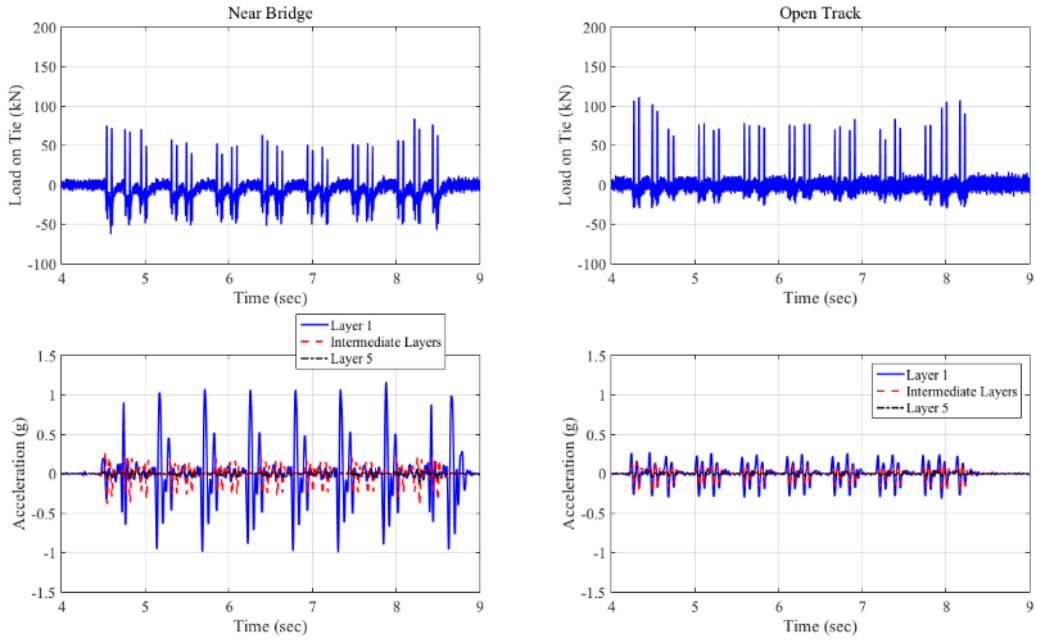 Near Bridge
200
150
100
50
0
-50
-100
Load on Tie (kN)
4 5 6 7 8 9
Time (sec)
Open Track
200
150
100
50
0
-50
-100
Load on Tie (kN)
4 5 6 7 8 9
Time (sec)
Layer 1
Intermediate Layers
Layer 5
1.5
1
0.5
0
-0.5
-1
-1.5
Acceleration (g)
4 5 6 7 8 9
Time (sec)
Layer 1
Intermediate Layers
Layer 5
1.5
1
0.5
0
-0.5
-1
-1.5
Acceleration (g)
4 5 6 7 8 9
Time (sec)